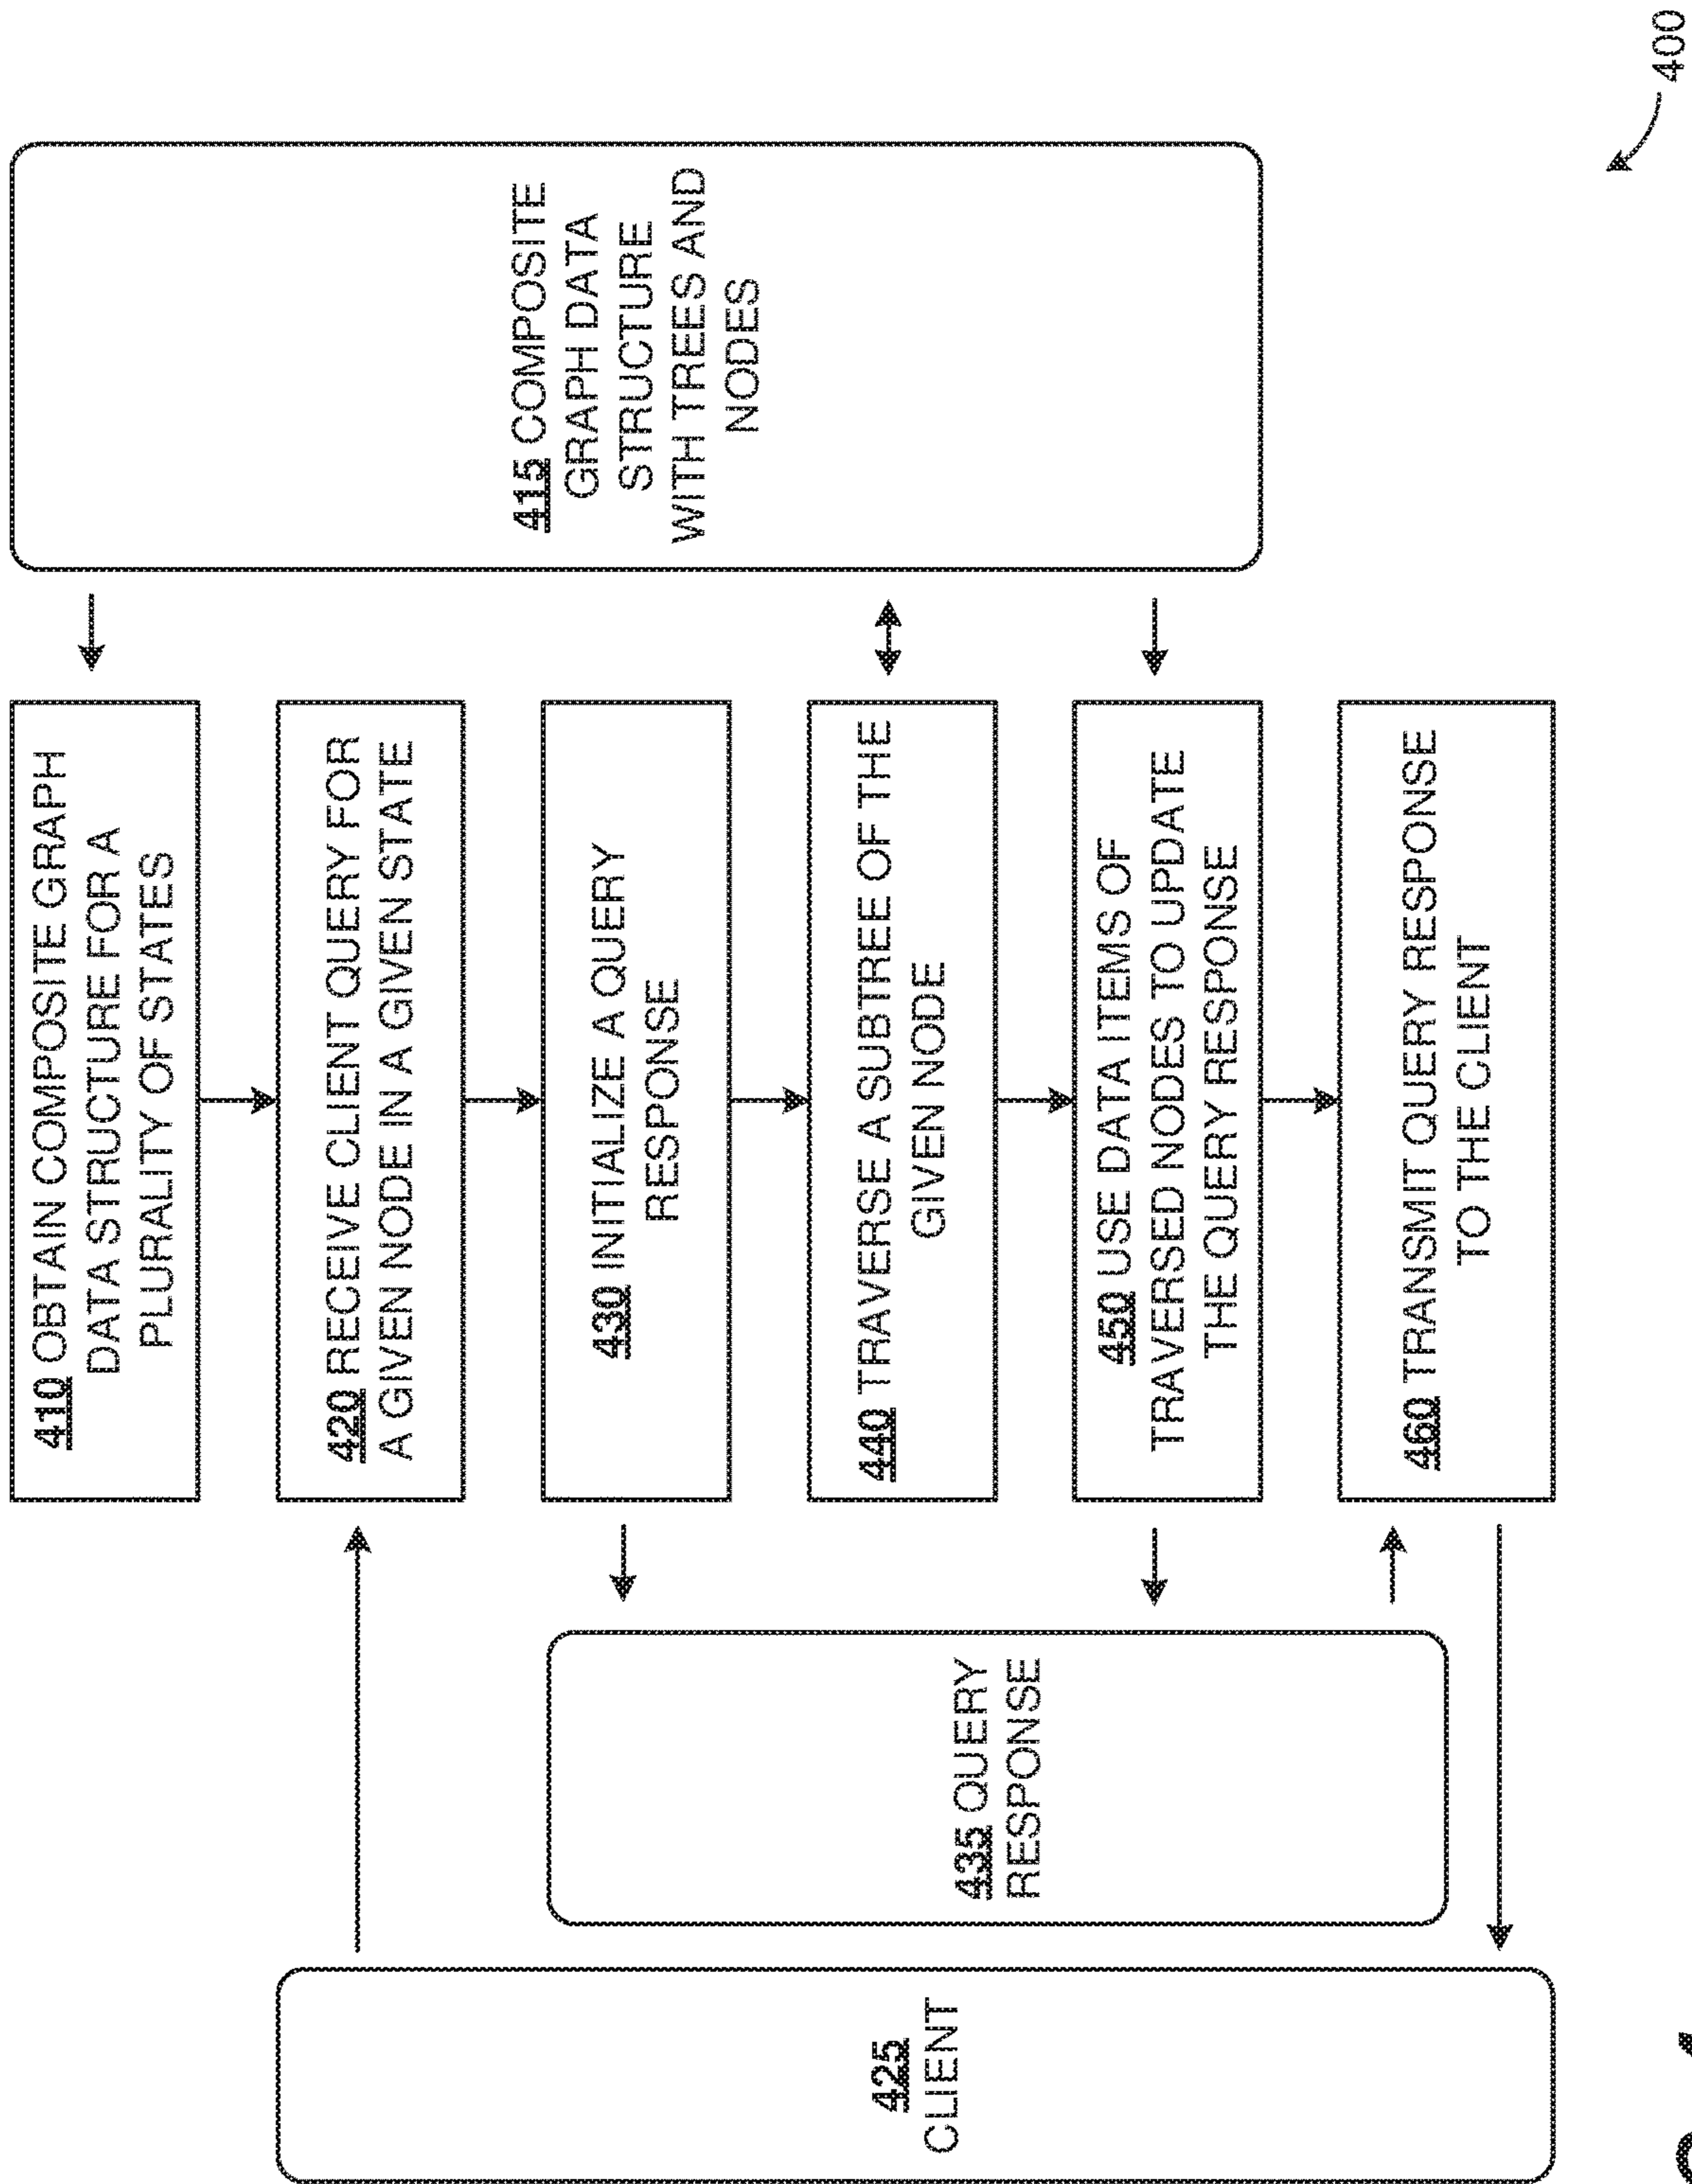 410 OBTAIN COMPOSITE GRAPH
DATA STRUCTURE FOR A
PLURALITY OF STATES
420 RECEIVE CLIENT QUERY FOR
A GIVEN NODE IN A GIVEN STATE
430 INITIALIZE A QUERY
RESPONSE
440 TRAVERSE A SUBTREE OF THE
GIVEN NODE
450 USE DATA ITEMS OF
TRAVERSED NODES TO UPDATE
THE QUERY RESPONSE
460 TRANSMIT QUERY RESPONSE
TO THE CLIENT
425
CLIENT
435 QUERY
RESPONSE
415 COMPOSITE
GRAPH DATA
STRUCTURE
WITH TREES AND
NODES
400